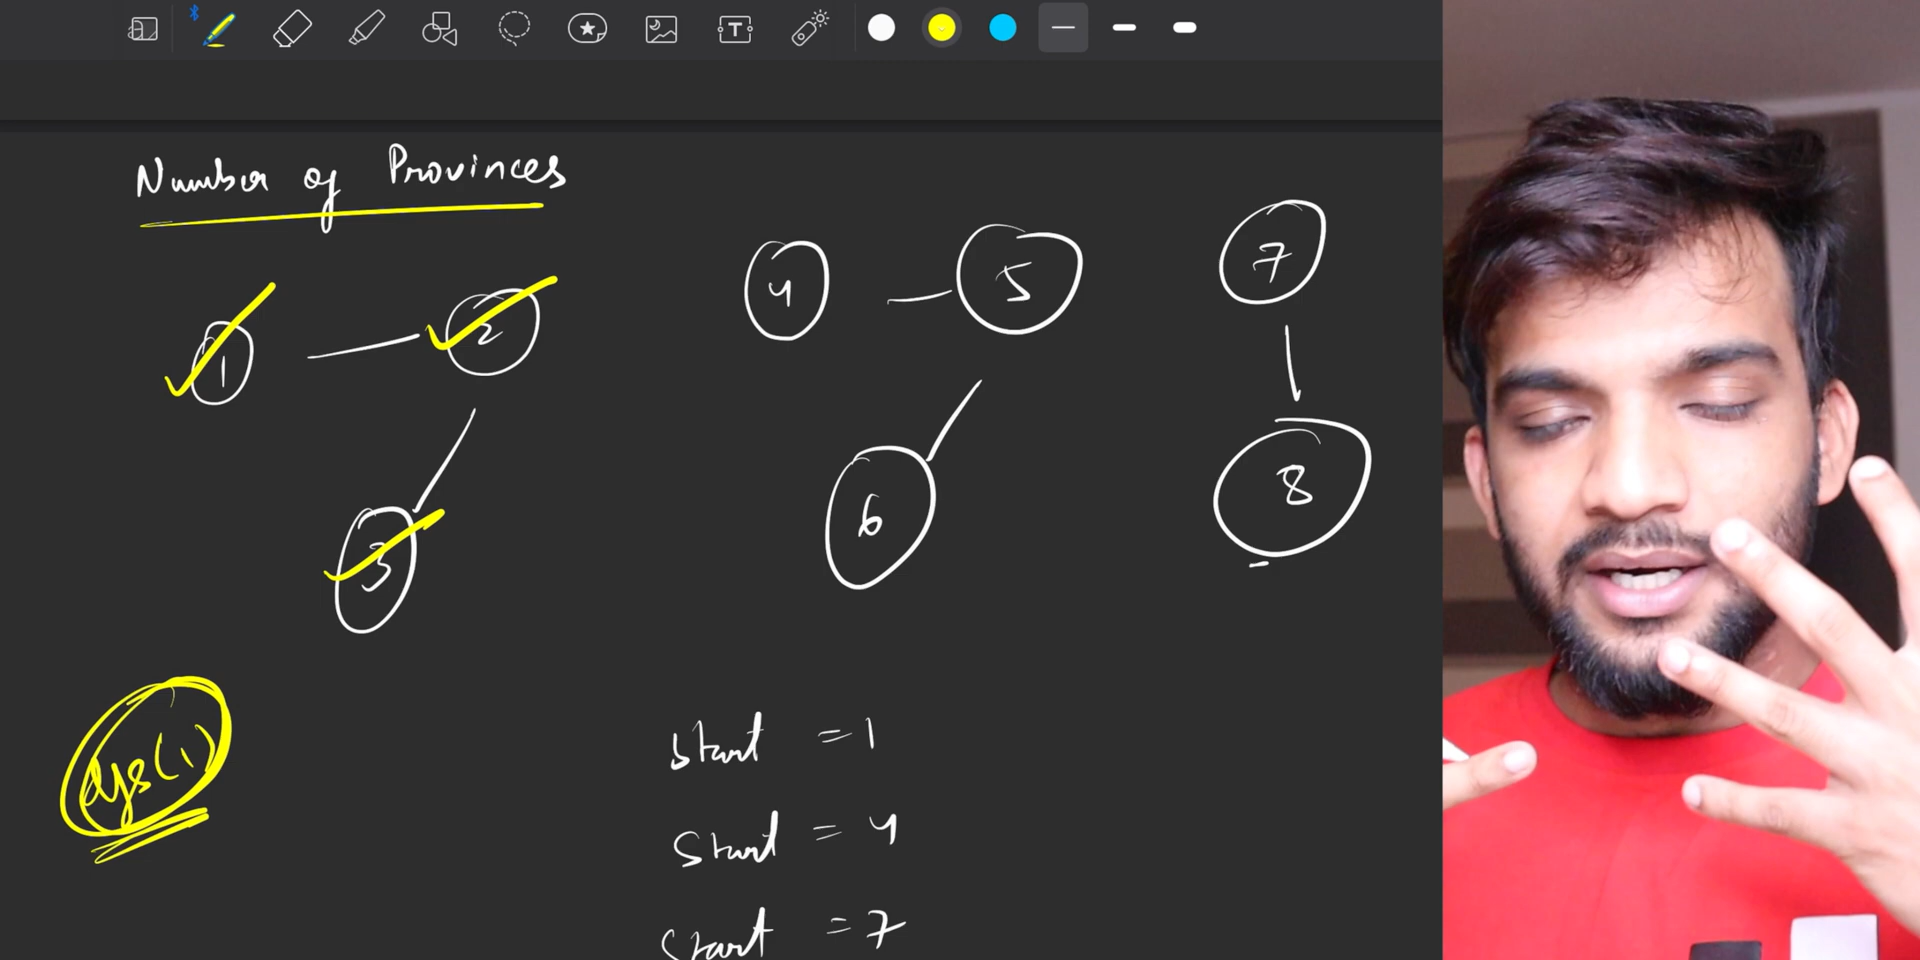 Number of Provinces
1 2 4 5 7
3 6 8
dfs(1)
Start = 1
Start = 4
Start = 7